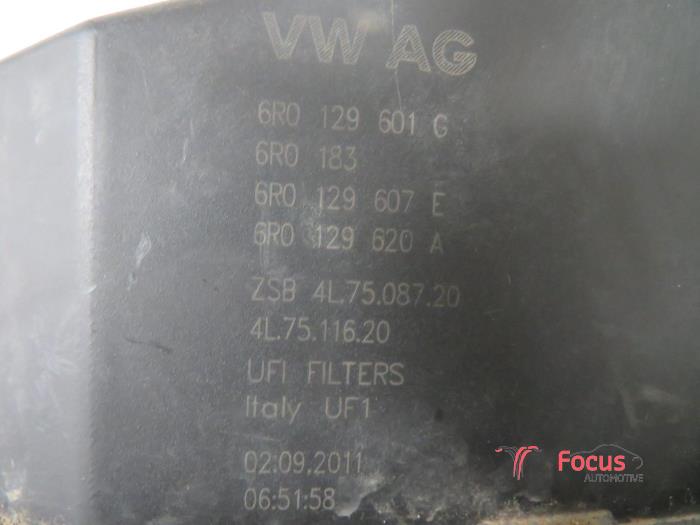 VW AG
6R0 129 601 G
6R0 183
6R0 129 607 E
6R0 129 620 A
ZSB 4L.75.087.20
4L.75.116.20
UFI FILTERS
Italy UF1
02.09.2011
06:51:58
Focus
AUTOMOTIVE